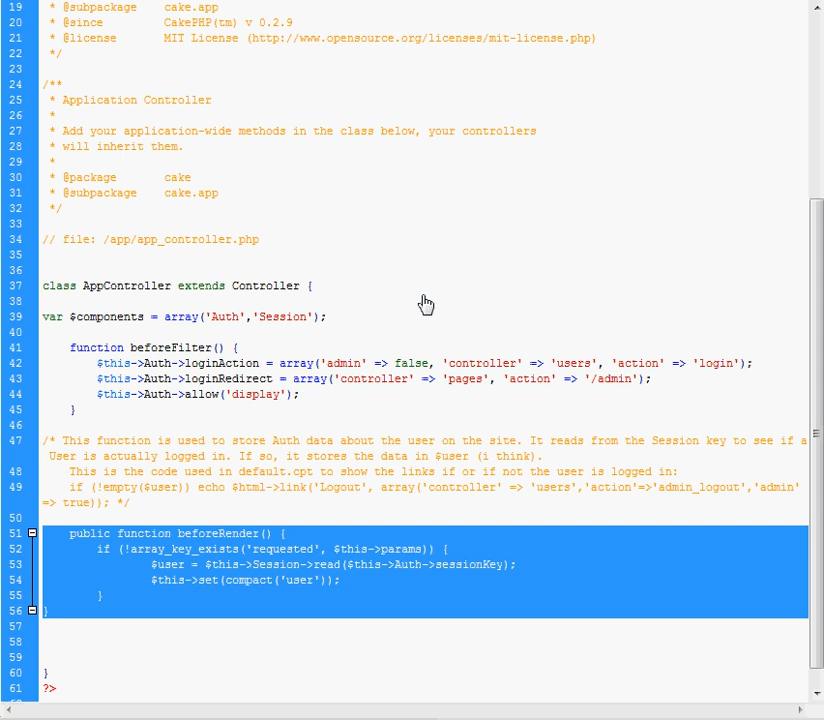 19 * @subpackage cake.app
20 * @since CakePHP(tm) v 0.2.9
21 * @license MIT License (http://www.opensource.org/licenses/mit-license.php)
22 */
23
24 /**
25 * Application Controller
26 *
27 * Add your application-wide methods in the class below, your controllers
28 * will inherit them.
29 *
30 * @package cake
31 * @subpackage cake.app
32 */
33
34 // file: /app/app_controller.php
35
36
37 class AppController extends Controller {
38
39 var $components = array('Auth','Session');
40
41 function beforeFilter() {
42 $this->Auth->loginAction = array('admin' => false, 'controller' => 'users', 'action' => 'login');
43 $this->Auth->loginRedirect = array('controller' => 'pages', 'action' => '/admin');
44 $this->Auth->allow('display');
45 }
46
47 /* This function is used to store Auth data about the user on the site. It reads from the Session key to see if a
User is actually logged in. If so, it stores the data in $user (i think).
48 This is the code used in default.cpt to show the links if or if not the user is logged in:
49 if (!empty($user)) echo $html->link('Logout', array('controller' => 'users','action'=>'admin_logout','admin'
=> true)); */
50
51 public function beforeRender() {
52 if (!array_key_exists('requested', $this->params)) {
53 $user = $this->Session->read($this->Auth->sessionKey);
54 $this->set(compact('user'));
55 }
56 }
57
58
59
60 }
61 ?>